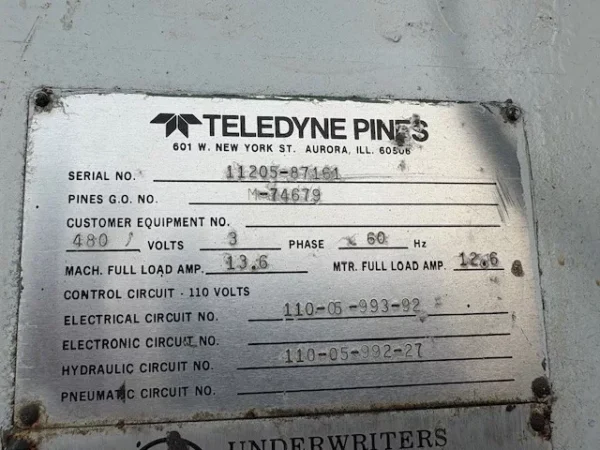 TELEDYNE PINES
601 W. NEW YORK ST. AURORA, ILL. 60506
SERIAL NO. 11205-87161
PINES G.O. NO. M-74679
CUSTOMER EQUIPMENT NO.
480 VOLTS 3 PHASE 60 Hz
MACH. FULL LOAD AMP. 13.6 MTR. FULL LOAD AMP. 12.6
CONTROL CIRCUIT - 110 VOLTS
ELECTRICAL CIRCUIT NO. 110-05-993-92
ELECTRONIC CIRCUIT NO.
HYDRAULIC CIRCUIT NO. 110-05-992-27
PNEUMATIC CIRCUIT NO.
UNDERWRITERS